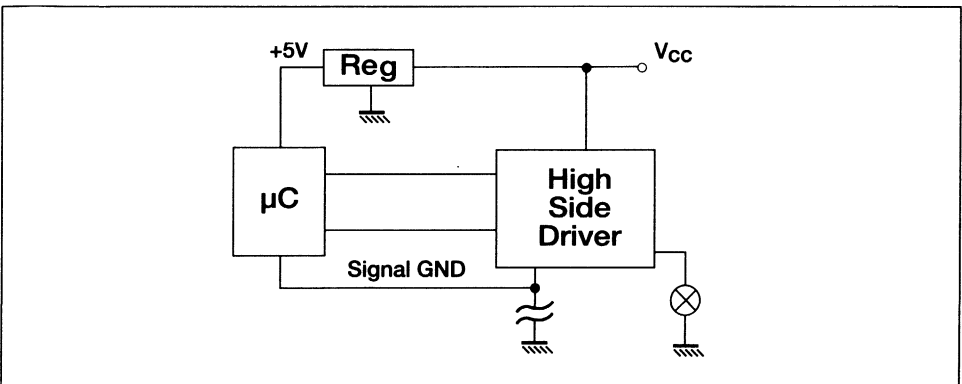 +5V
Reg
VCC
µC
High
Side
Driver
Signal GND